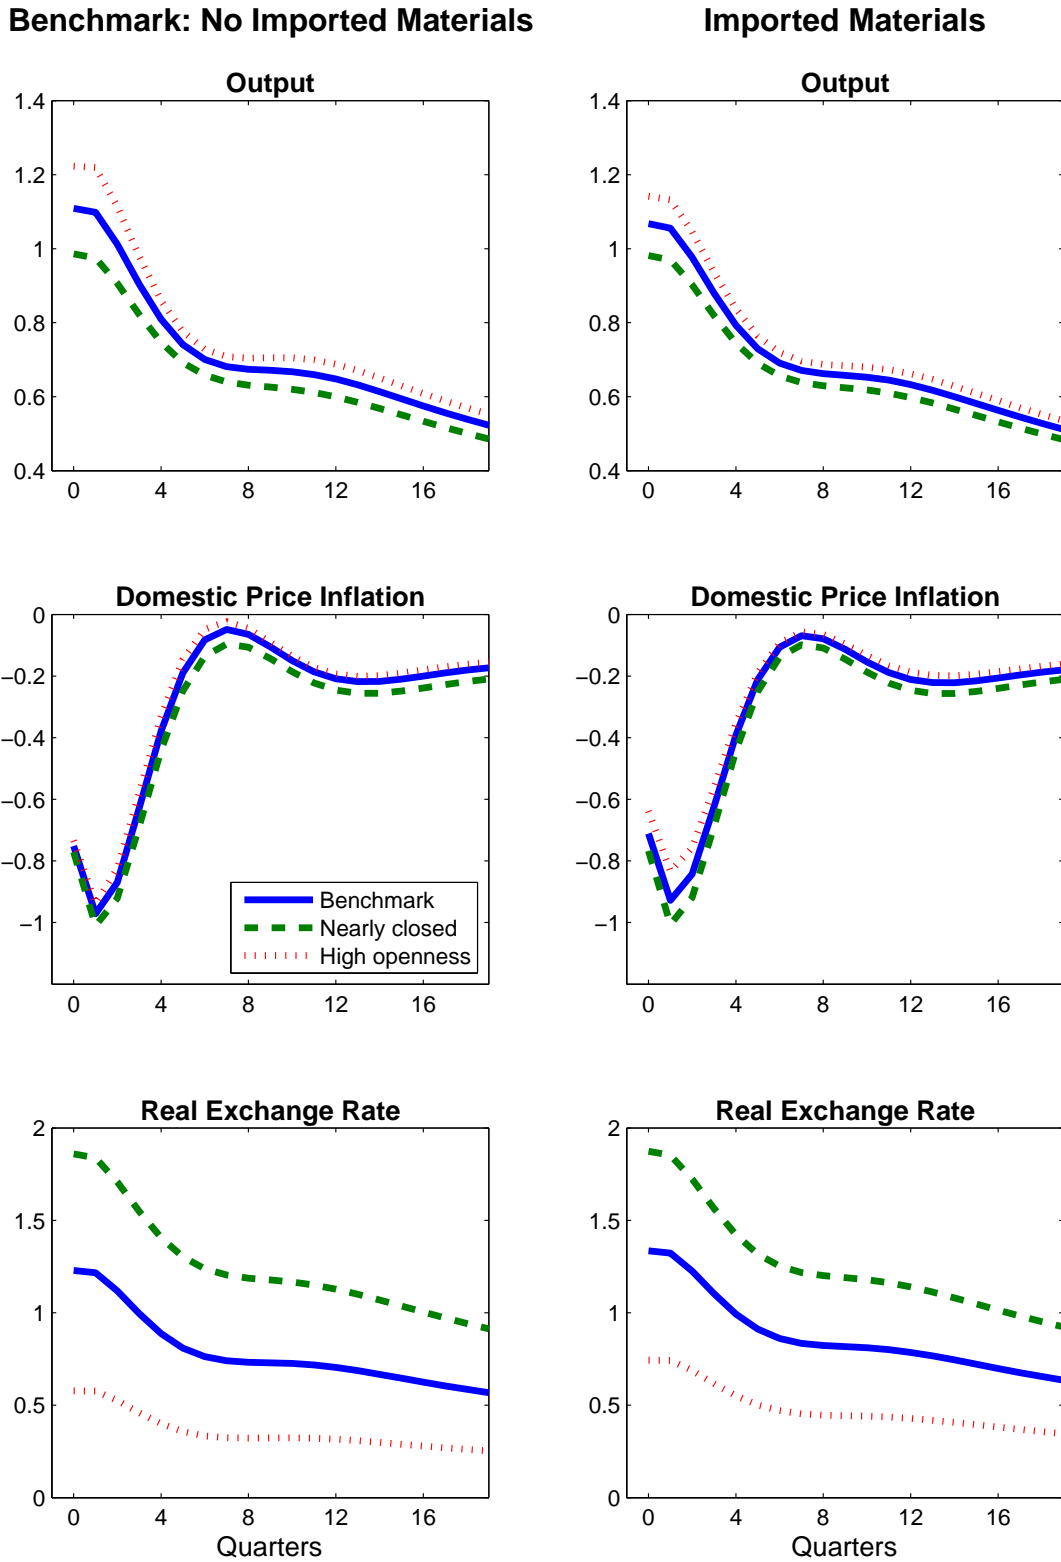 Benchmark: No Imported Materials
Imported Materials
Output
1.4
1.2
1
0.8
0.6
0.4
0 4 8 12 16
Output
1.4
1.2
1
0.8
0.6
0.4
0 4 8 12 16
Domestic Price Inflation
0
−0.2
−0.4
−0.6
−0.8
−1
Benchmark
Nearly closed
High openness
0 4 8 12 16
Domestic Price Inflation
0
−0.2
−0.4
−0.6
−0.8
−1
0 4 8 12 16
Real Exchange Rate
2
1.5
1
0.5
0
0 4 8 12 16
Quarters
Real Exchange Rate
2
1.5
1
0.5
0
0 4 8 12 16
Quarters